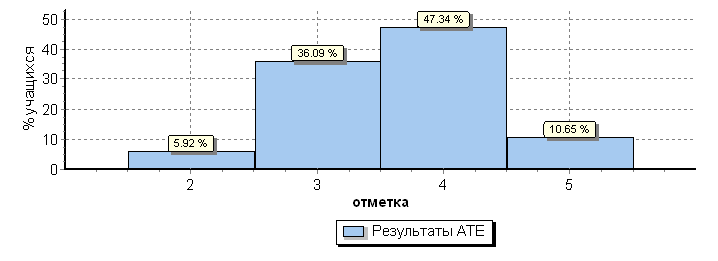 % учащихся
50
40
30
20
10
0
5.92 %
36.09 %
47.34 %
10.65 %
2 3 4 5
отметка
Результаты АТЕ